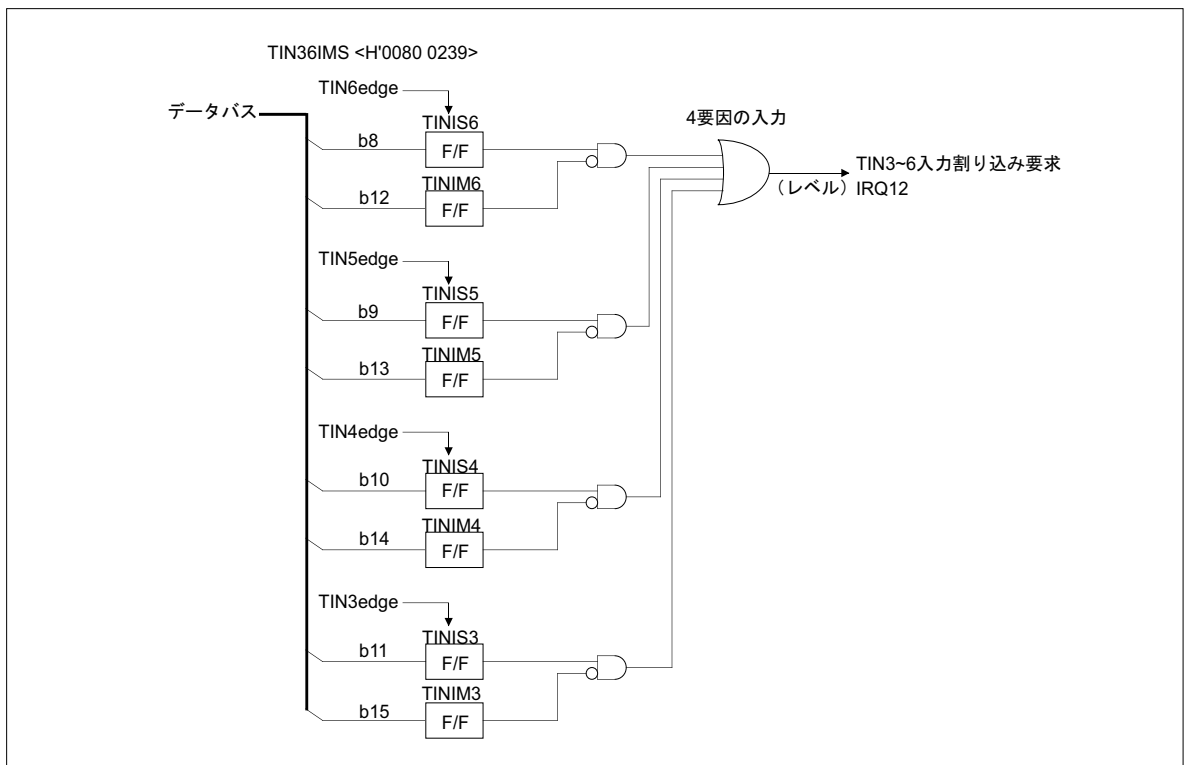 TIN36IMS <H'0080 0239>
TIN6edge
データバス
TINIS6
4要因の入力
b8
F/F
TIN3~6入力割り込み要求
TINIM6
（レベル）IRQ12
b12
F/F
TIN5edge
TINIS5
b9
F/F
TINIM5
b13
F/F
TIN4edge
TINIS4
b10
F/F
TINIM4
b14
F/F
TIN3edge
TINIS3
b11
F/F
TINIM3
b15
F/F